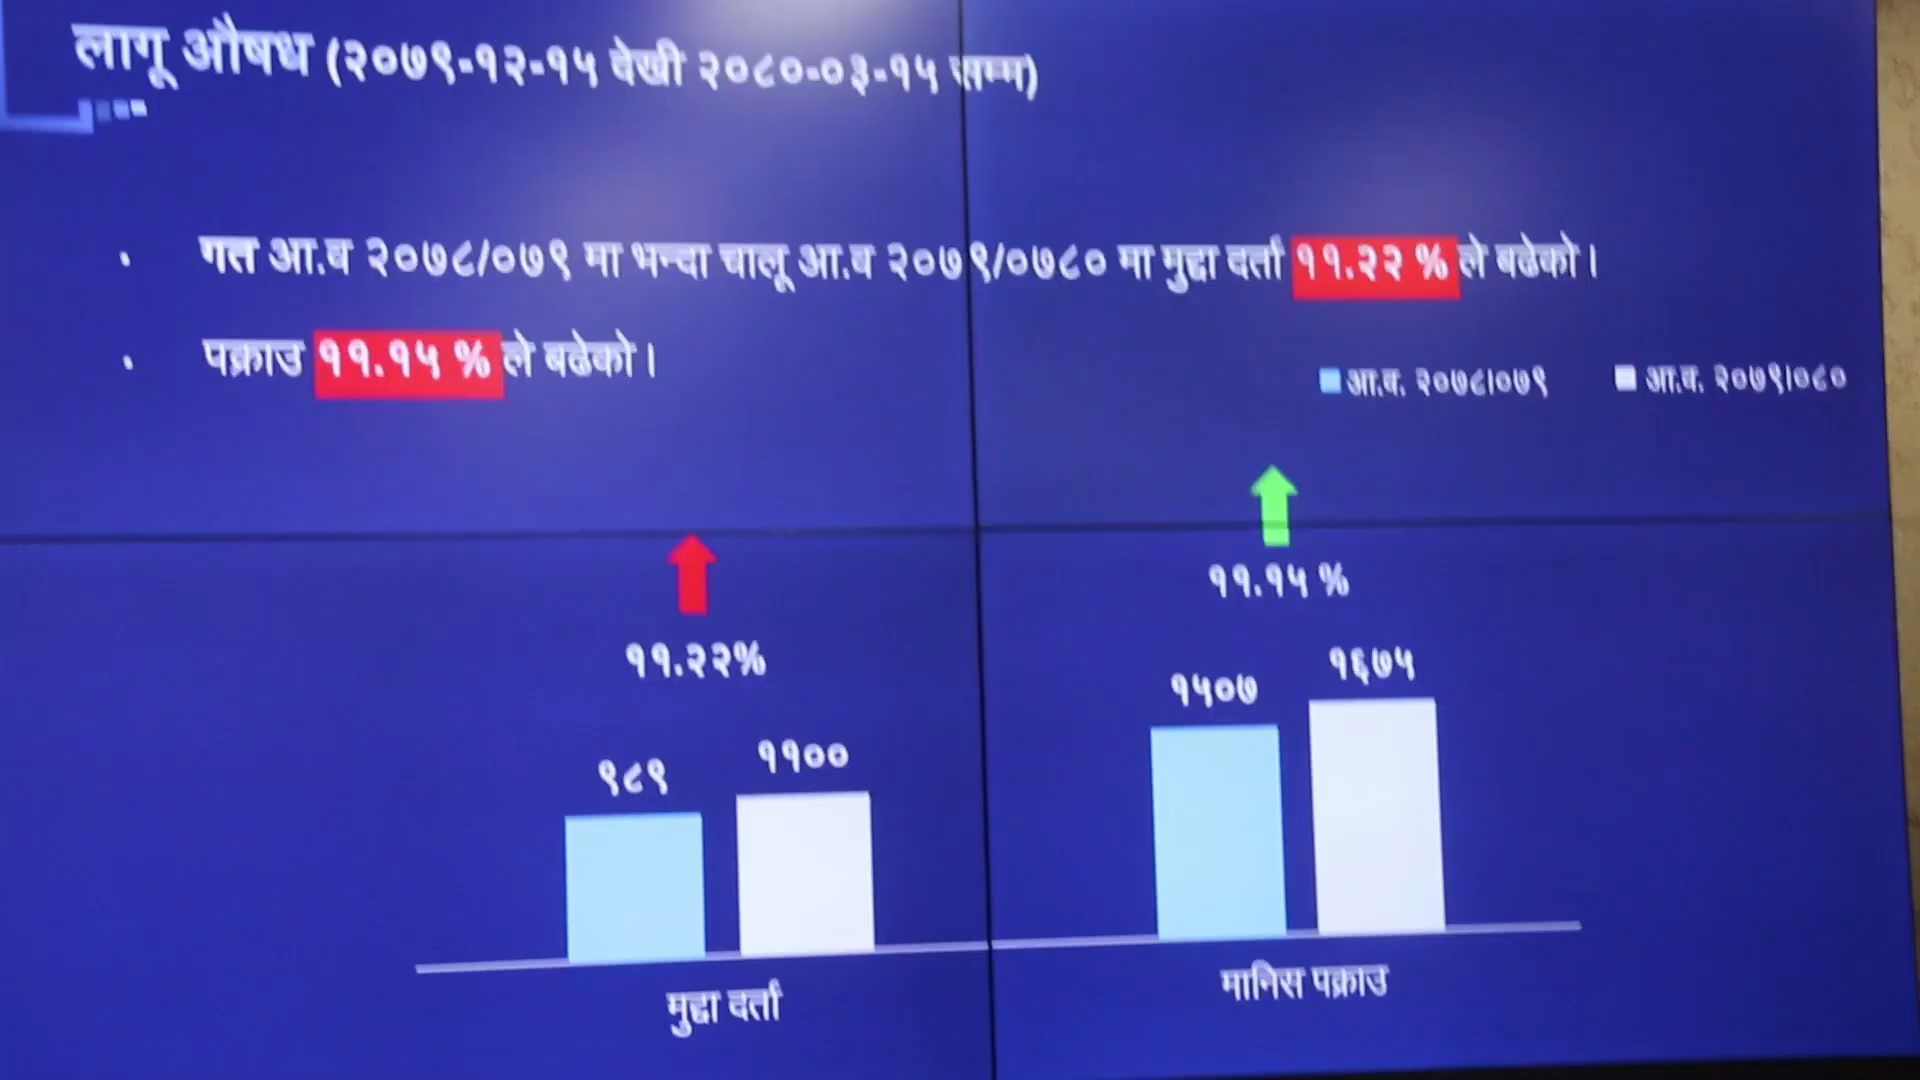 लागू औषध (२०७९-१२-१५ देखी २०८०-०३-१५ सम्म)
• गत आ.व २०७८/०७९ मा भन्दा चालू आ.व २०७९/०७८० मा मुद्दा दर्ता ११.२२ % ले बढेको।
• पक्राउ ११.१५ % ले बढेको।
आ.व. २०७८।०७९ आ.व. २०७९।०८०
११.१५ %
११.२२%
९८९ ११०० १५०७ १६७५
मुद्दा दर्ता मानिस पक्राउ